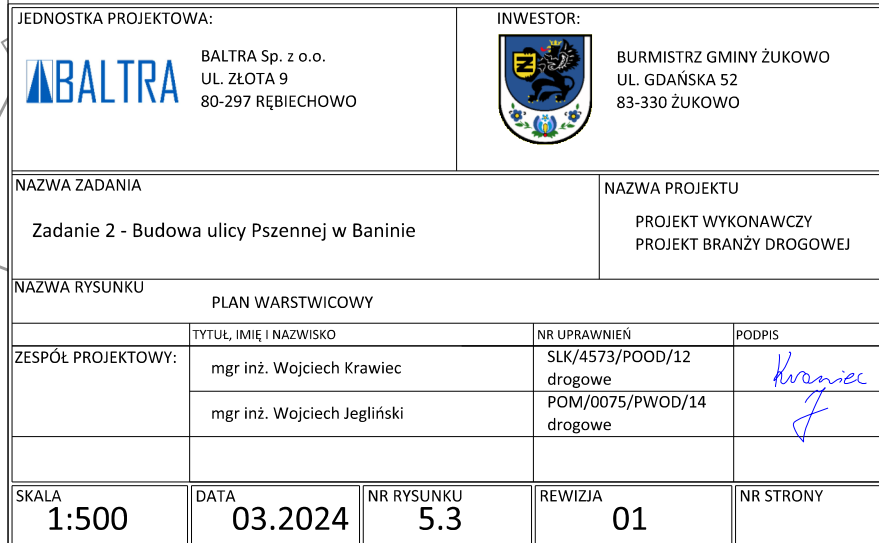 JEDNOSTKA PROJEKTOWA:
BALTRA
BALTRA Sp. z o.o.
UL. ZŁOTA 9
80-297 RĘBIECHOWO
INWESTOR:
BURMISTRZ GMINY ŻUKOWO
UL. GDAŃSKA 52
83-330 ŻUKOWO
NAZWA ZADANIA
Zadanie 2 - Budowa ulicy Pszennej w Baninie
NAZWA PROJEKTU
PROJEKT WYKONAWCZY
PROJEKT BRANŻY DROGOWEJ
NAZWA RYSUNKU
PLAN WARSTWICOWY
TYTUŁ, IMIĘ I NAZWISKO
NR UPRAWNIEŃ
PODPIS
ZESPÓŁ PROJEKTOWY:
mgr inż. Wojciech Krawiec
SLK/4573/POOD/12
drogowe
Krawiec
mgr inż. Wojciech Jegliński
POM/0075/PWOD/14
drogowe
J
SKALA
1:500
DATA
03.2024
NR RYSUNKU
5.3
REWIZJA
01
NR STRONY